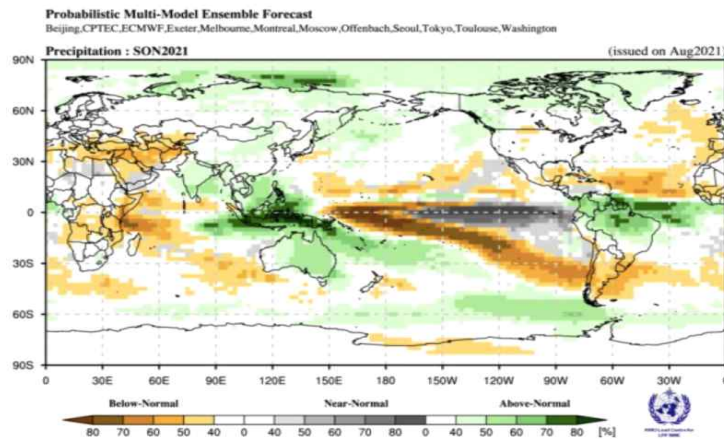 Probabilistic Multi-Model Ensemble Forecast
Beijing,CPTEC,ECMWF,Exeter,Melbourne,Montreal,Moscow,Offenbach,Seoul,Tokyo,Toulouse,Washington
Precipitation : SON2021 (issued on Aug2021)
90N
60N
30N
0
30S
60S
90S
0 30E 60E 90E 120E 150E 180 150W 120W 90W 60W 30W 0
Below-Normal Near-Normal Above-Normal
80 70 60 50 40 0 40 50 60 70 80 0 40 50 60 70 80 [%]